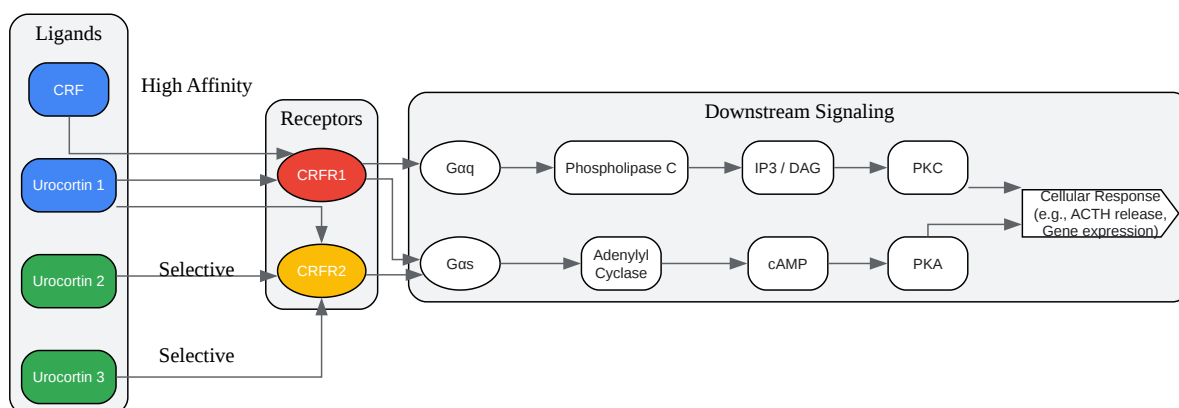 Ligands
CRF
High Affinity
Urocortin 1
Urocortin 2
Selective
Urocortin 3
Selective
Receptors
CRFR1
CRFR2
Downstream Signaling
Gαq
Phospholipase C
IP3 / DAG
PKC
Gαs
Adenylyl
Cyclase
cAMP
PKA
Cellular Response
(e.g., ACTH release,
Gene expression)